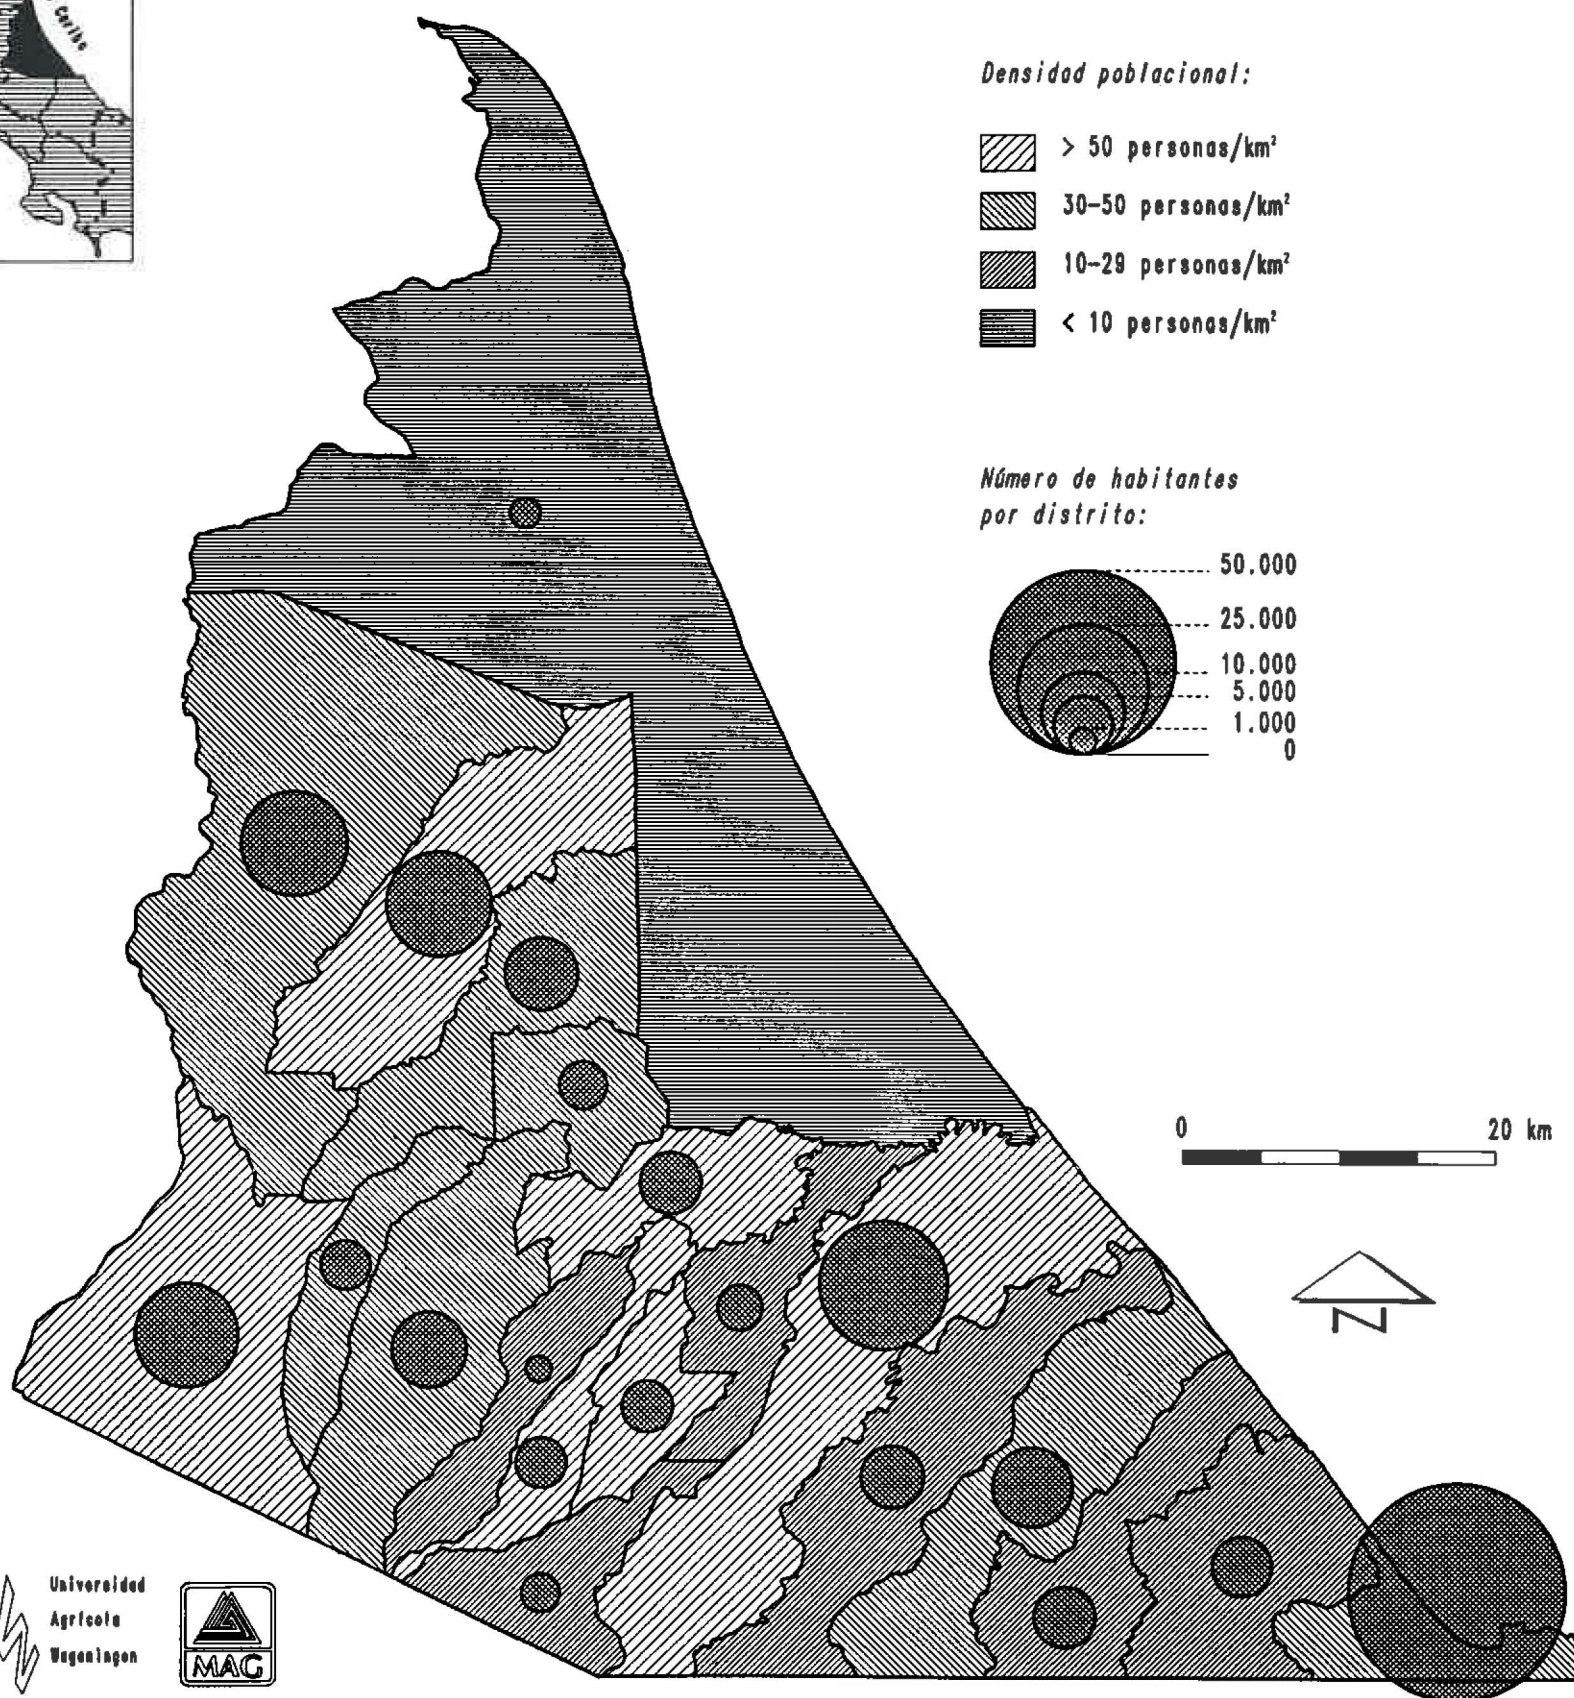 Caribe
Densidad poblacional:
> 50 personas/km²
30-50 personas/km²
10-29 personas/km²
< 10 personas/km²
Número de habitantes
por distrito:
50.000
25.000
10.000
5.000
1.000
0
0 20 km
N
Universidad
Agrícola
Wageningen
MAG